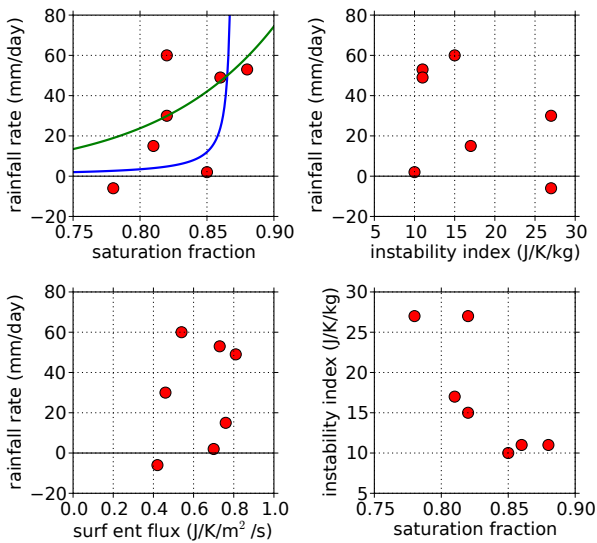 80
60
40
20
0
−20
rainfall rate (mm/day)
0.75 0.80 0.85 0.90
saturation fraction
80
60
40
20
0
−20
rainfall rate (mm/day)
5 10 15 20 25 30
instability index (J/K/kg)
80
60
40
20
0
−20
rainfall rate (mm/day)
0.0 0.2 0.4 0.6 0.8 1.0
surf ent flux (J/K/m² /s)
30
25
20
15
10
5
instability index (J/K/kg)
0.75 0.80 0.85 0.90
saturation fraction